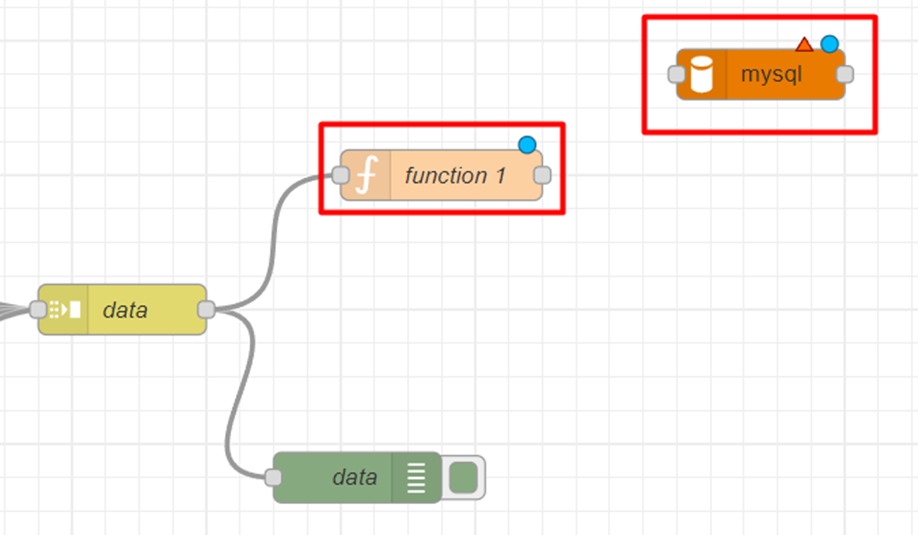 mysql
function 1
data
data